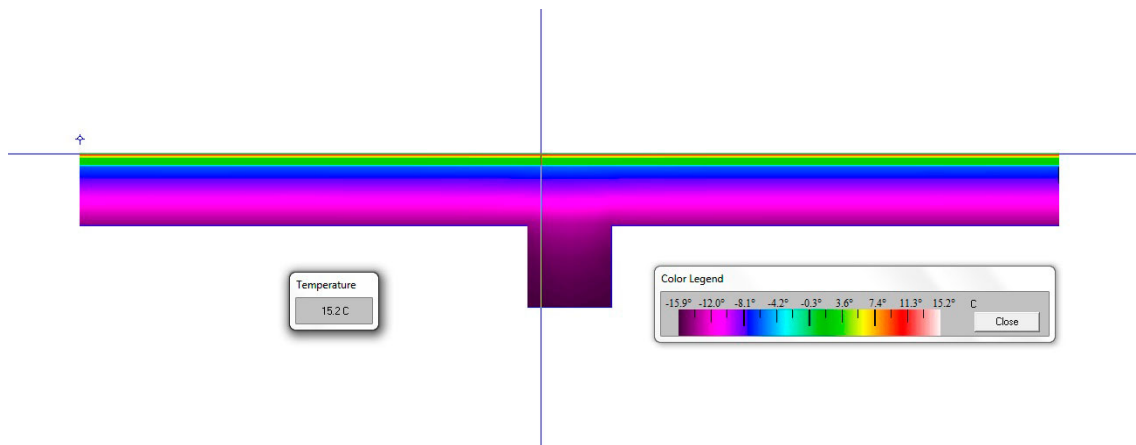 Temperature
15.2 C
Color Legend
-15.9° -12.0° -8.1° -4.2° -0.3° 3.6° 7.4° 11.3° 15.2° C
Close